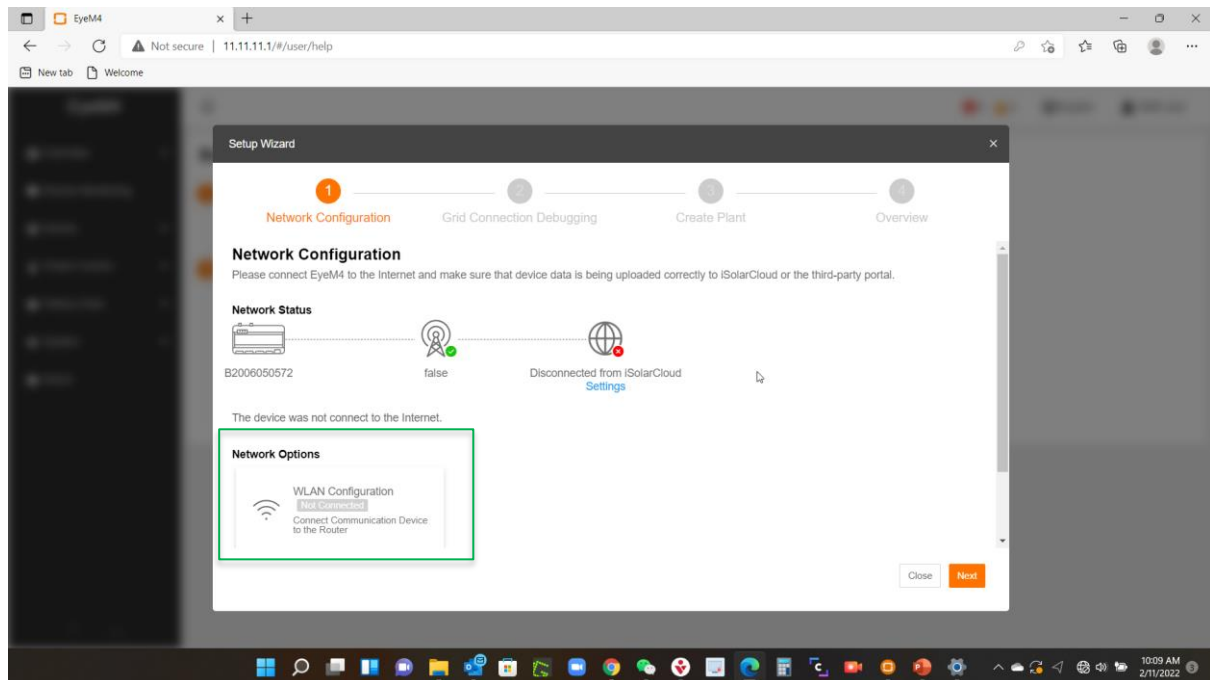 EyeM4
Not secure | 11.11.11.1/#/user/help
New tab Welcome
Setup Wizard
1 2 3 4
Network Configuration Grid Connection Debugging Create Plant Overview
Network Configuration
Please connect EyeM4 to the Internet and make sure that device data is being uploaded correctly to iSolarCloud or the third-party portal.
Network Status
B2006050572 false Disconnected from iSolarCloud
Settings
The device was not connect to the Internet.
Network Options
WLAN Configuration
Not Connected
Connect Communication Device
to the Router
Close Next
10:09 AM
2/11/2022